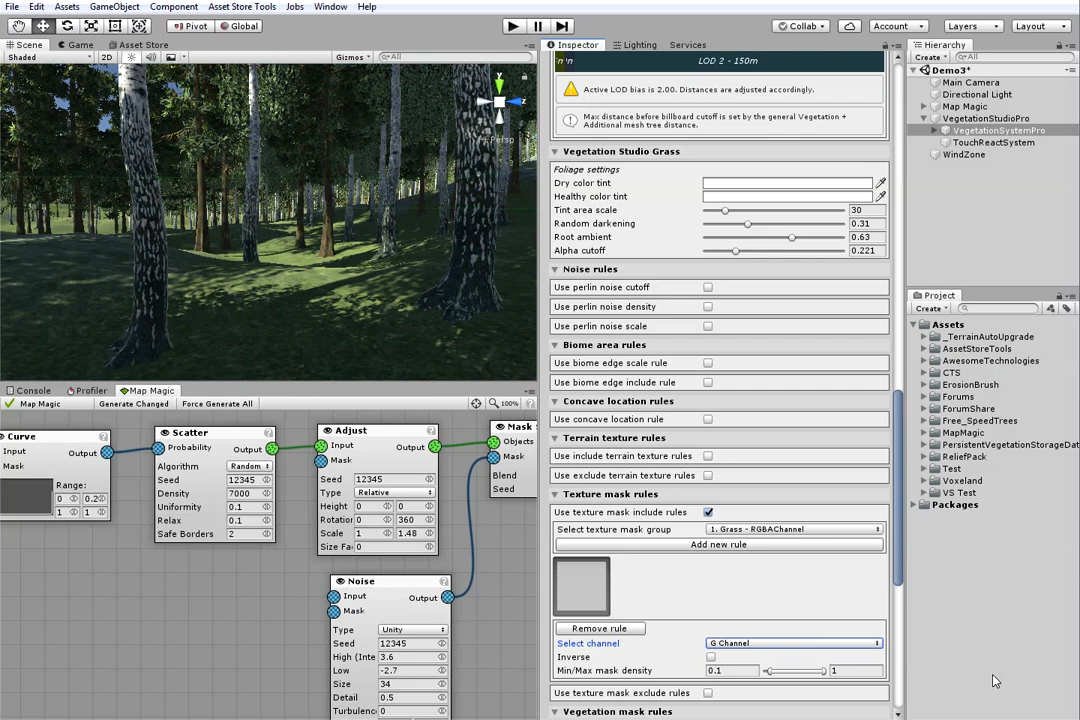 File Edit Assets GameObject Component Asset Store Tools Jobs Window Help
Pivot Global Collab Account Layers Layout
Scene Game Asset Store
Shaded 2D Gizmos All
y z
Persp
Console Profiler Map Magic
Map Magic Generate Changed Force Generate All 100%
Curve
Input Output
Mask
Range:
0 0.2
1 1
Scatter
Probability Output
Algorithm Random
Seed 12345
Density 7000
Uniformity 0.1
Relax 0.1
Safe Borders 2
Adjust
Input Output
Mask
Seed 12345
Type Relative
Height 0 0
Rotatio 0 360
Scale 1 1.48
Size Fa 0
Mask S
Objects
Mask
Blend
Seed
Noise
Input Output
Mask
Type Unity
Seed 12345
High (Inte 3.6
Low -2.7
Size 34
Detail 0.5
Turbulenc 0
Inspector Lighting Services
LOD 2 - 150m
Active LOD bias is 2.00. Distances are adjusted accordingly.
Max distance before billboard cutoff is set by the general Vegetation +
Additional mesh tree distance.
Vegetation Studio Grass
Foliage settings
Dry color tint
Healthy color tint
Tint area scale 30
Random darkening 0.31
Root ambient 0.63
Alpha cutoff 0.221
Noise rules
Use perlin noise cutoff
Use perlin noise density
Use perlin noise scale
Biome area rules
Use biome edge scale rule
Use biome edge include rule
Concave location rules
Use concave location rule
Terrain texture rules
Use include terrain texture rules
Use exclude terrain texture rules
Texture mask rules
Use texture mask include rules
Select texture mask group 1. Grass - RGBAChannel
Add new rule
Remove rule
Select channel G Channel
Inverse
Min/Max mask density 0.1 1
Use texture mask exclude rules
Vegetation mask rules
Hierarchy
Create All
Demo3*
Main Camera
Directional Light
Map Magic
VegetationStudioPro
VegetationSystemPro
TouchReactSystem
WindZone
Project
Create
Assets
_TerrainAutoUpgrade
AssetStoreTools
AwesomeTechnologies
CTS
ErosionBrush
Forums
ForumShare
Free_SpeedTrees
MapMagic
PersistentVegetationStorageDat
ReliefPack
Test
Voxeland
VS Test
Packages